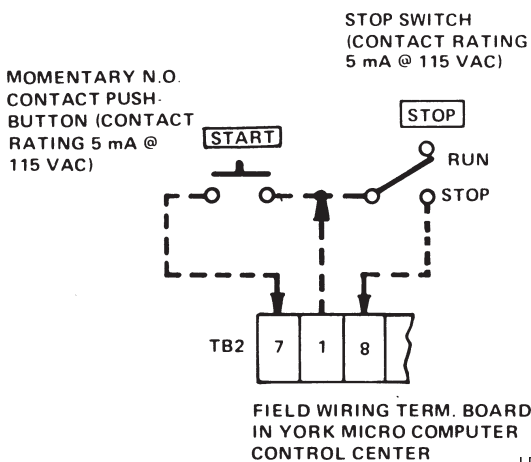 STOP SWITCH
(CONTACT RATING
5 mA @ 115 VAC)
MOMENTARY N.O.
CONTACT PUSH-
BUTTON (CONTACT
RATING 5 mA @
115 VAC)
START
STOP
RUN
STOP
TB2
7
1
8
FIELD WIRING TERM. BOARD
IN YORK MICRO COMPUTER
CONTROL CENTER